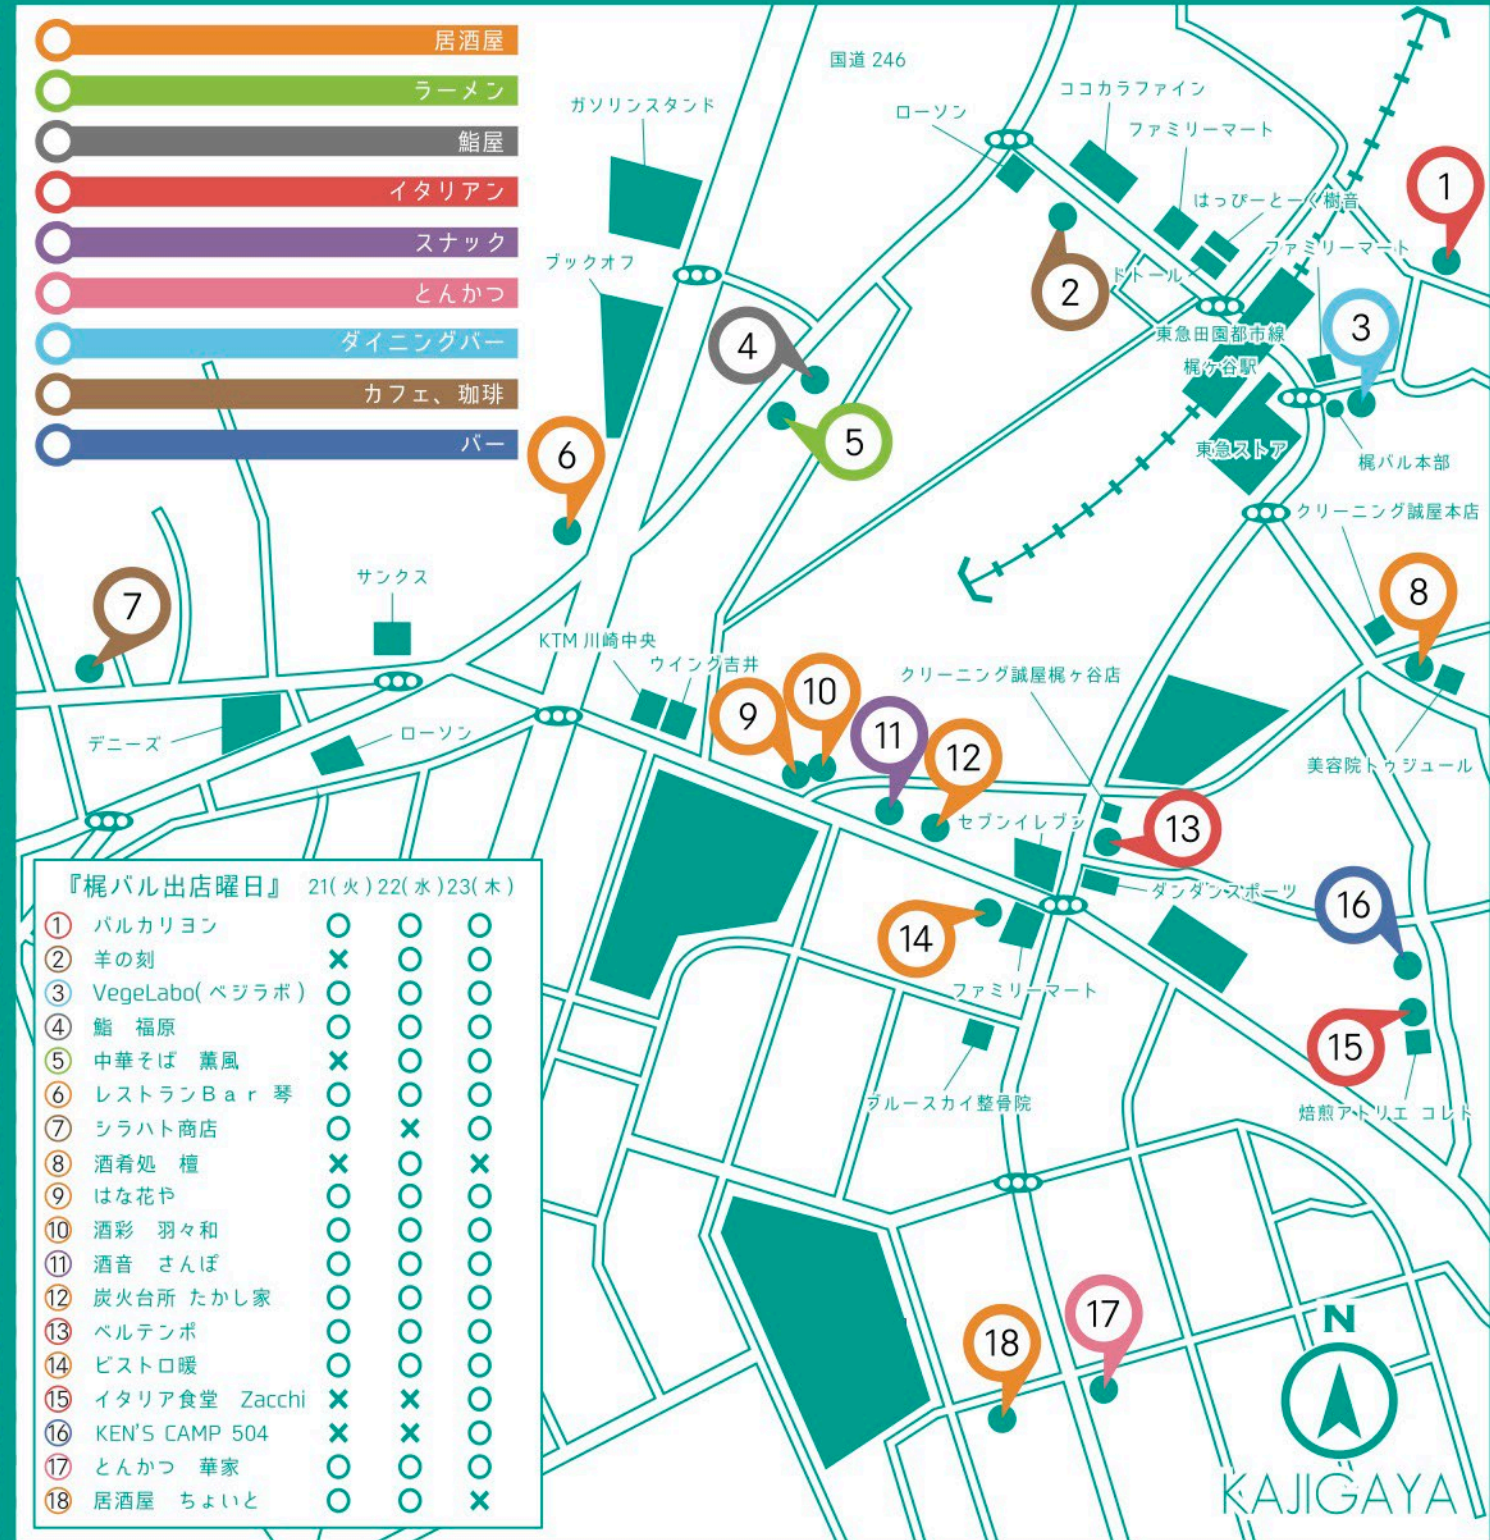 居酒屋
ラーメン
鮨屋
イタリアン
スナック
とんかつ
ダイニングバー
カフェ、珈琲
バー
国道 246
ガソリンスタンド
ローソン
ココカラファイン
ファミリーマート
はっぴーとーく樹音
ファミリーマート
ドトール
ブックオフ
1
2
3
4
5
6
東急田園都市線
梶ヶ谷駅
東急ストア
梶バル本部
クリーニング誠屋本店
サンクス
7
8
KTM 川崎中央
ウイング吉井
クリーニング誠屋梶ヶ谷店
9
10
11
12
デニーズ
ローソン
美容院トゥジュール
セブンイレブン
13
ダンダンスポーツ
14
16
ファミリーマート
15
ブルースカイ整骨院
焙煎アトリエ コレト
17
18
N
KAJIGAYA
『梶バル出店曜日』 21(火) 22(水) 23(木)
1 バルカリヨン ○ ○ ○
2 羊の刻 × ○ ○
3 VegeLabo(ベジラボ) ○ ○ ○
4 鮨 福原 ○ ○ ○
5 中華そば 薫風 × ○ ○
6 レストランBar 琴 ○ ○ ○
7 シラハト商店 ○ × ○
8 酒肴処 檀 × ○ ×
9 はな花や ○ ○ ○
10 酒彩 羽々和 ○ ○ ○
11 酒音 さんぽ ○ ○ ○
12 炭火台所 たかし家 ○ ○ ○
13 ベルテンポ ○ ○ ○
14 ビストロ暖 ○ ○ ○
15 イタリア食堂 Zacchi × × ○
16 KEN'S CAMP 504 × × ○
17 とんかつ 華家 ○ ○ ○
18 居酒屋 ちょいと ○ ○ ×